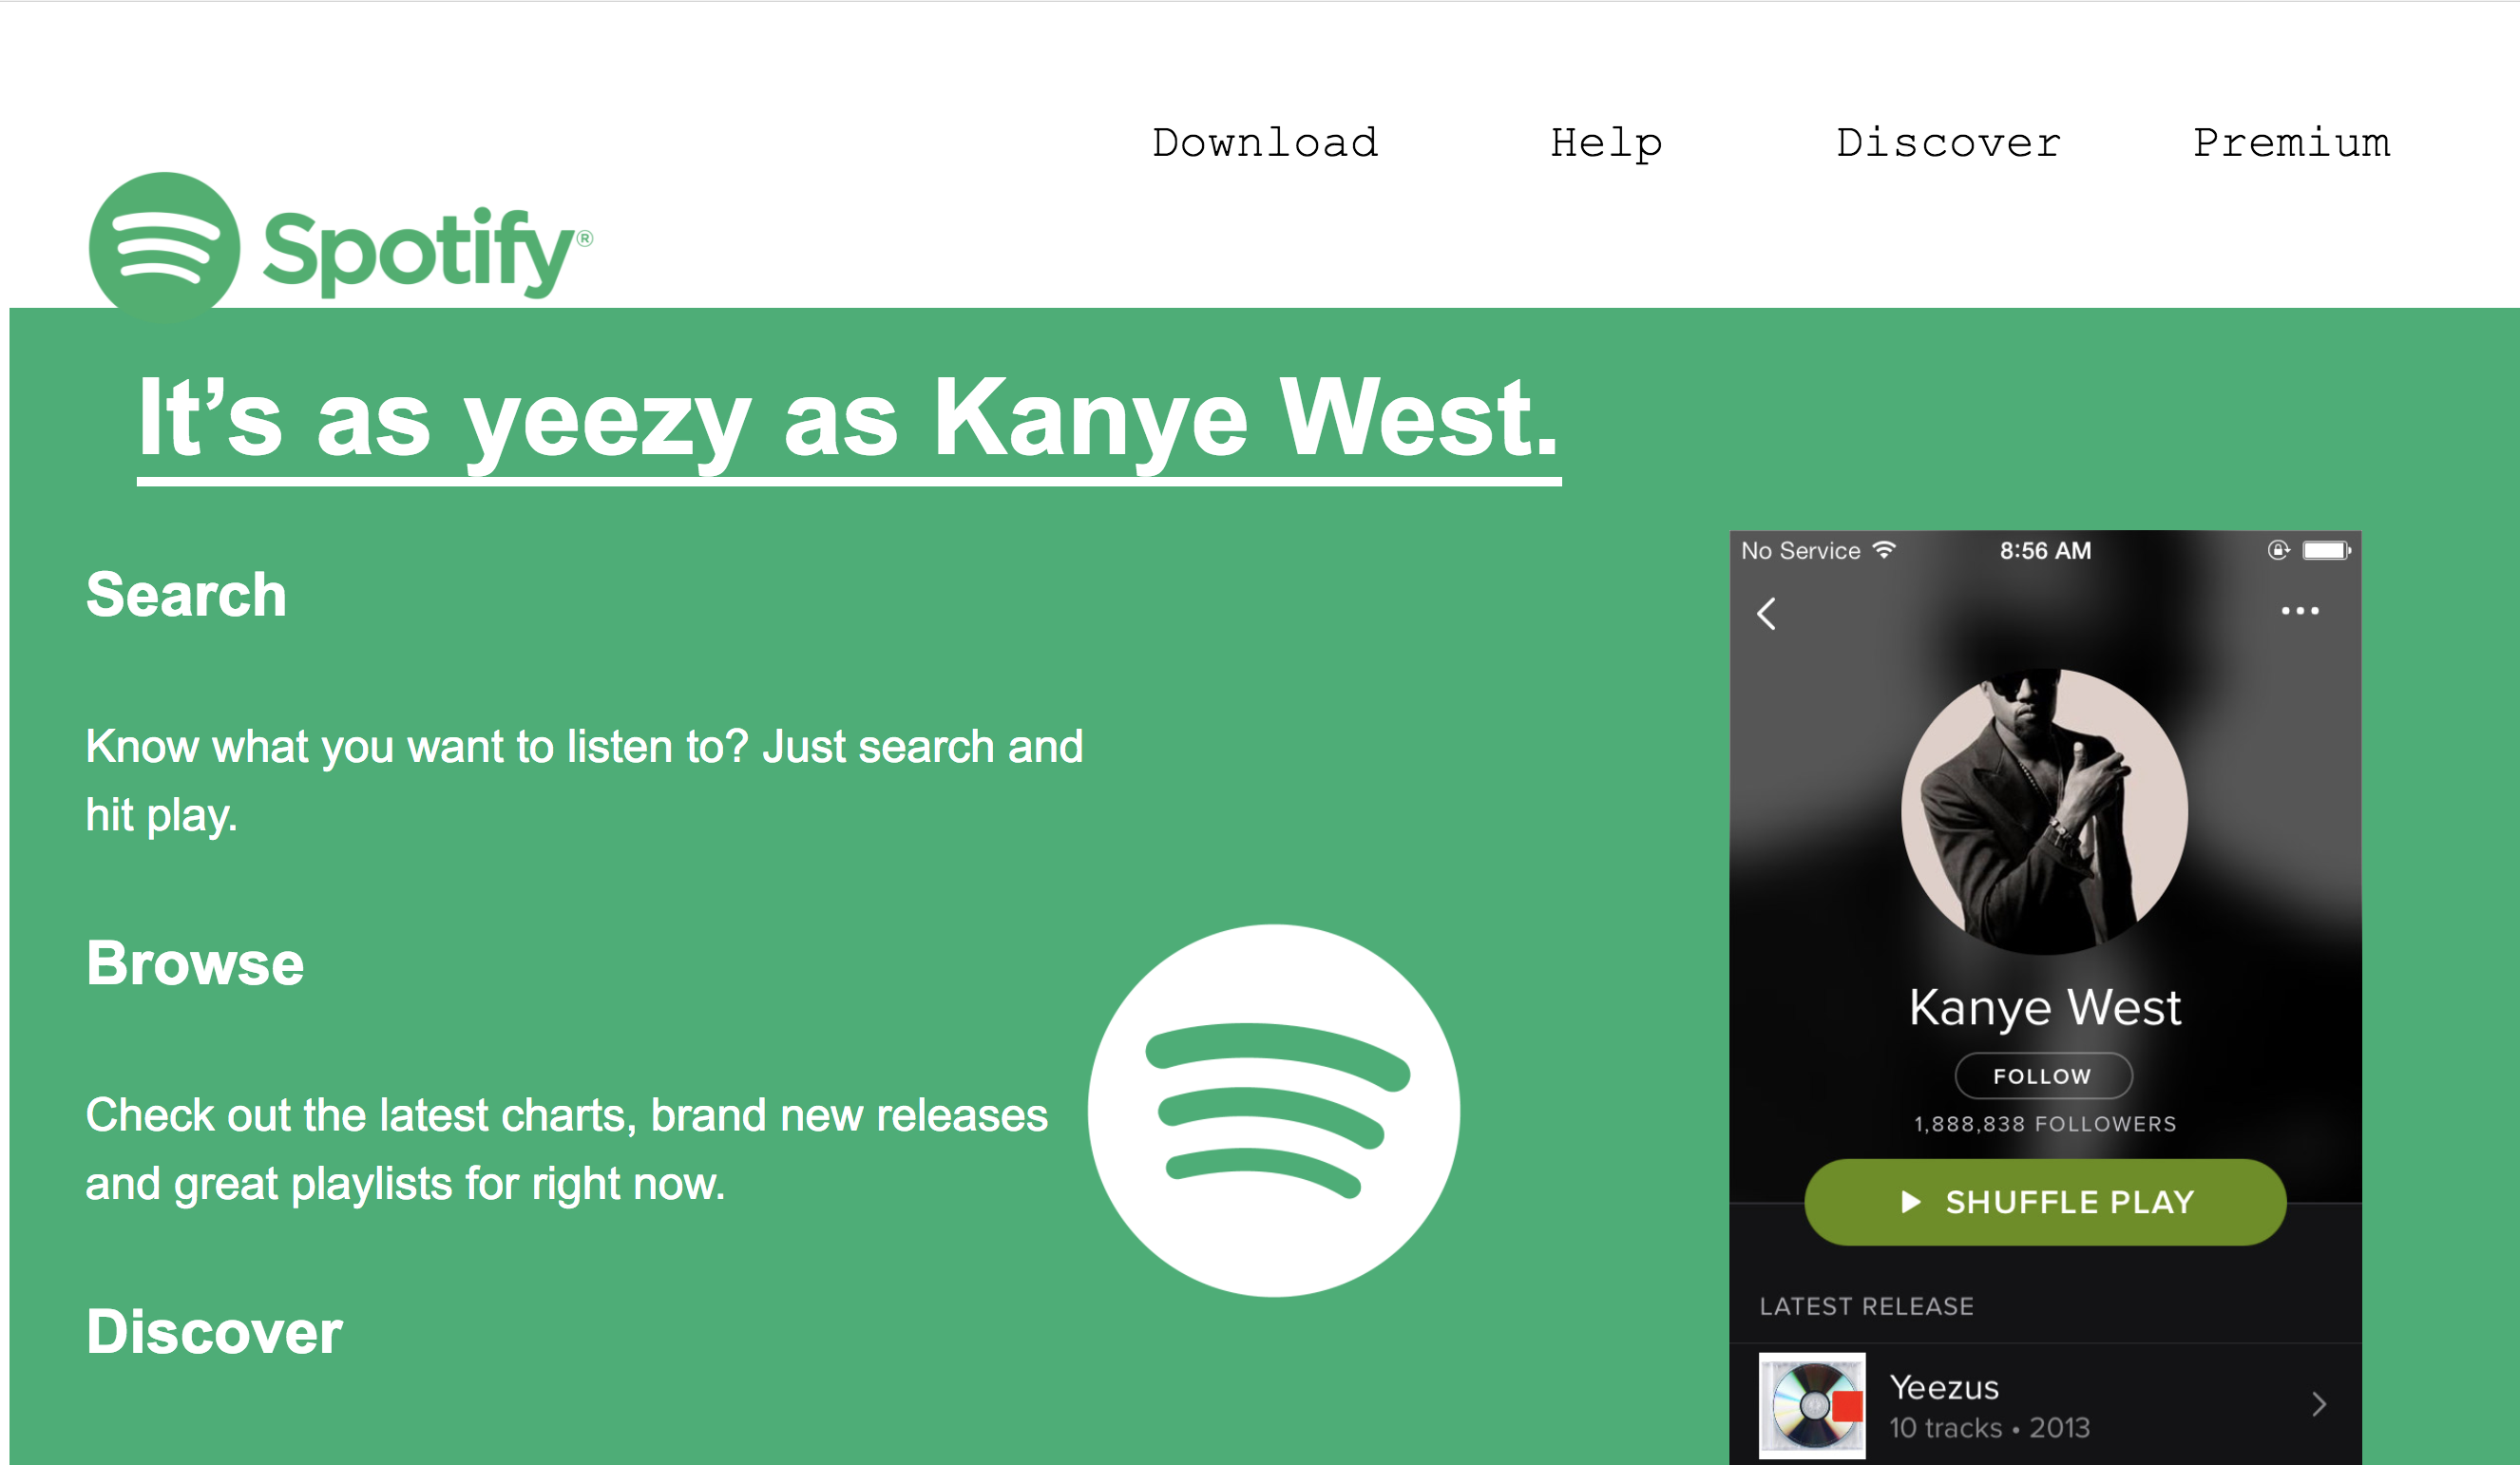 Download Help Discover Premium
Spotify®
It’s as yeezy as Kanye West.
Search
Know what you want to listen to? Just search and
hit play.
Browse
Check out the latest charts, brand new releases
and great playlists for right now.
Discover
No Service 8:56 AM
Kanye West
FOLLOW
1,888,838 FOLLOWERS
SHUFFLE PLAY
LATEST RELEASE
Yeezus
10 tracks • 2013